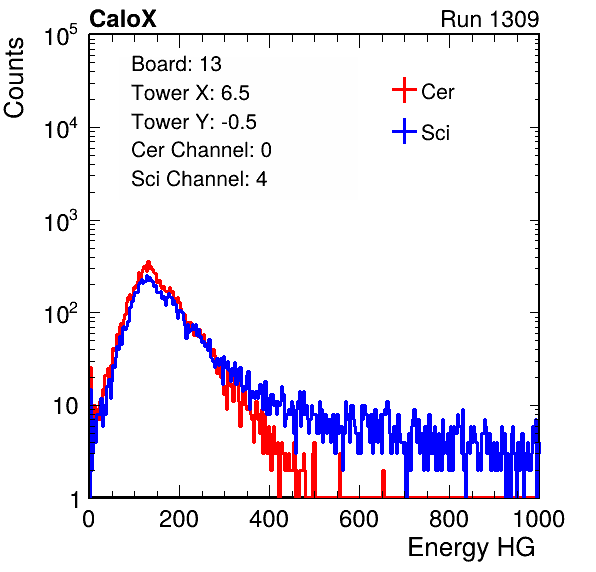 CaloX Run 1309
Counts
10^5
10^4
10^3
10^2
10
1
Board: 13
Tower X: 6.5
Tower Y: -0.5
Cer Channel: 0
Sci Channel: 4
Cer
Sci
0 200 400 600 800 1000
Energy HG